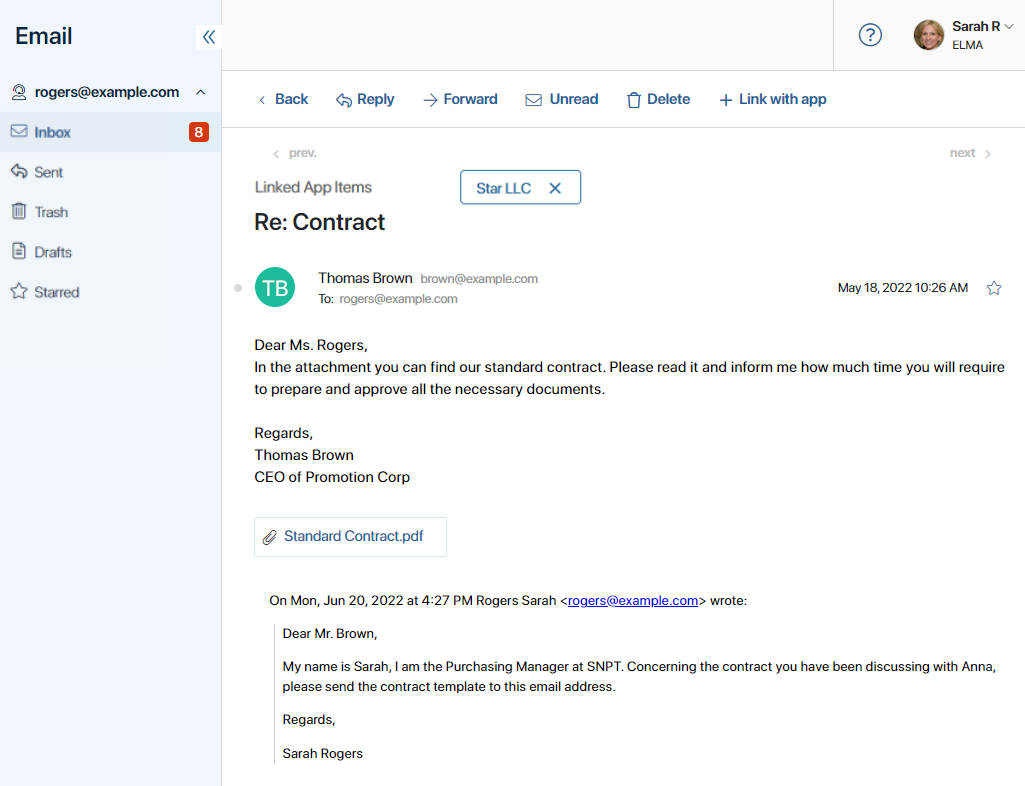 Email
Sarah R
ELMA
rogers@example.com
Inbox 8
Sent
Trash
Drafts
Starred
Back Reply Forward Unread Delete Link with app
prev. next
Linked App Items Star LLC
Re: Contract
TB
Thomas Brown brown@example.com
To: rogers@example.com
May 18, 2022 10:26 AM
Dear Ms. Rogers,
In the attachment you can find our standard contract. Please read it and inform me how much time you will require
to prepare and approve all the necessary documents.
Regards,
Thomas Brown
CEO of Promotion Corp
Standard Contract.pdf
On Mon, Jun 20, 2022 at 4:27 PM Rogers Sarah <rogers@example.com> wrote:
Dear Mr. Brown,
My name is Sarah, I am the Purchasing Manager at SNPT. Concerning the contract you have been discussing with Anna,
please send the contract template to this email address.
Regards,
Sarah Rogers